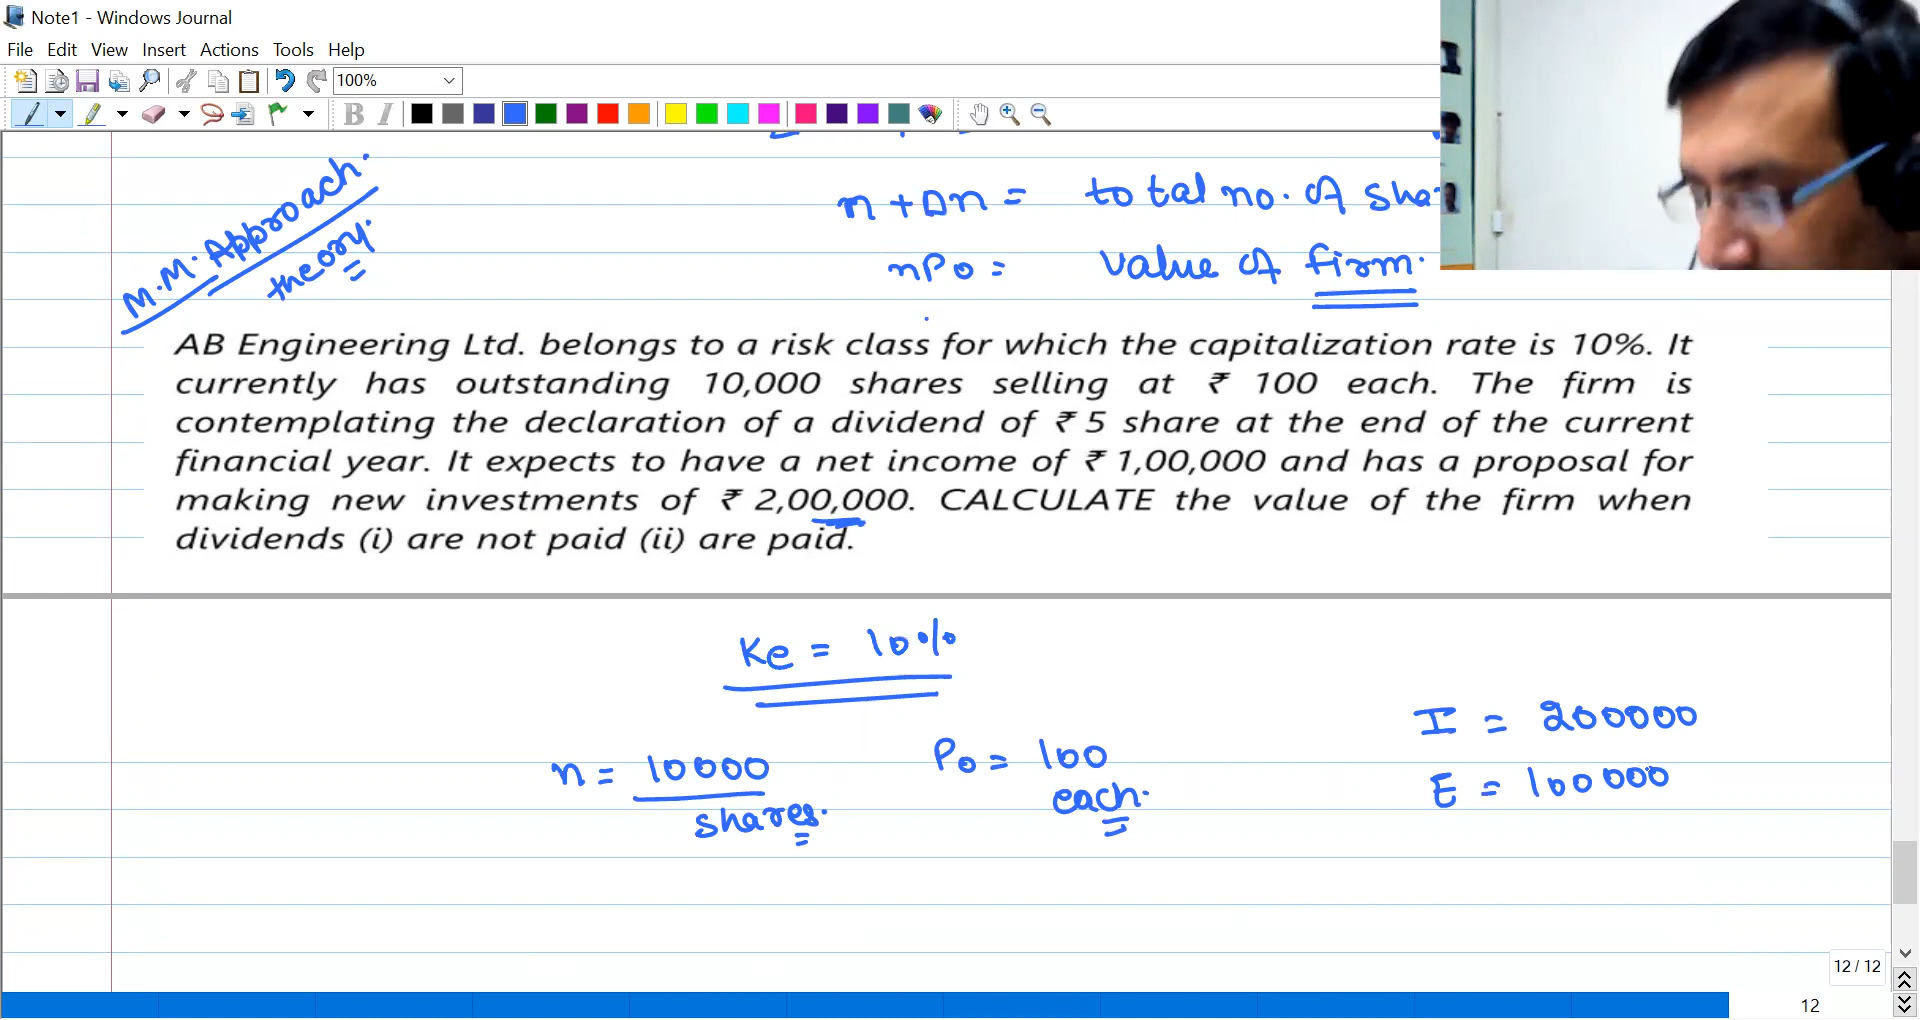 Note1 - Windows Journal
File Edit View Insert Actions Tools Help
100%
B I
n + Δn = total no. of sha
nPo = value of firm.
M.M. Approach.
theory.
AB Engineering Ltd. belongs to a risk class for which the capitalization rate is 10%. It
currently has outstanding 10,000 shares selling at ₹ 100 each. The firm is
contemplating the declaration of a dividend of ₹ 5 share at the end of the current
financial year. It expects to have a net income of ₹ 1,00,000 and has a proposal for
making new investments of ₹ 2,00,000. CALCULATE the value of the firm when
dividends (i) are not paid (ii) are paid.
Ke = 10%
I = 200000
n = 10000 shares.
Po = 100 each.
E = 100000
12 / 12
12